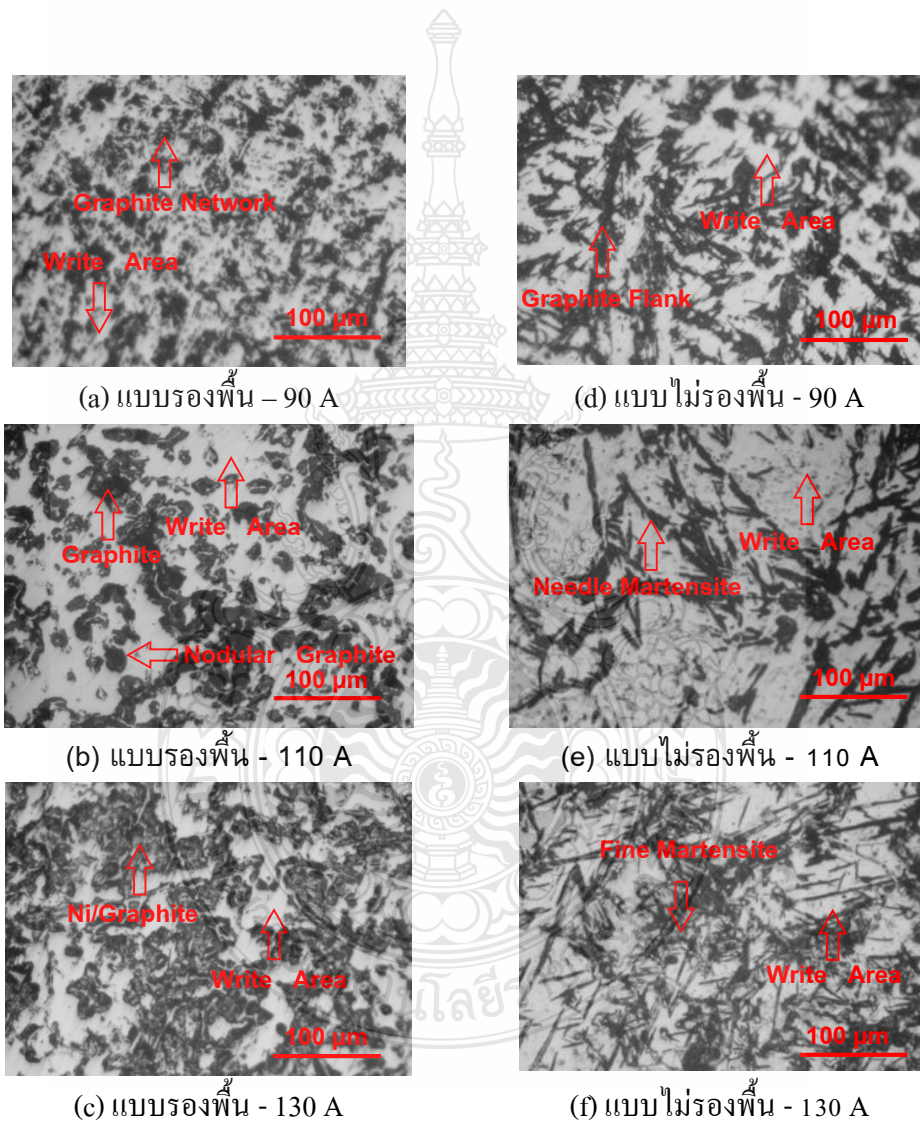 Graphite Network
Write Area
100 µm
(a) แบบรองพื้น – 90 A
Write Area
Graphite Flank
100 µm
(d) แบบไม่รองพื้น - 90 A
Write Area
Graphite
Nodular Graphite
100 µm
(b) แบบรองพื้น - 110 A
Write Area
Needle Martensite
100 µm
(e) แบบไม่รองพื้น - 110 A
Ni/Graphite
Write Area
100 µm
(c) แบบรองพื้น - 130 A
Fine Martensite
Write Area
100 µm
(f) แบบไม่รองพื้น - 130 A